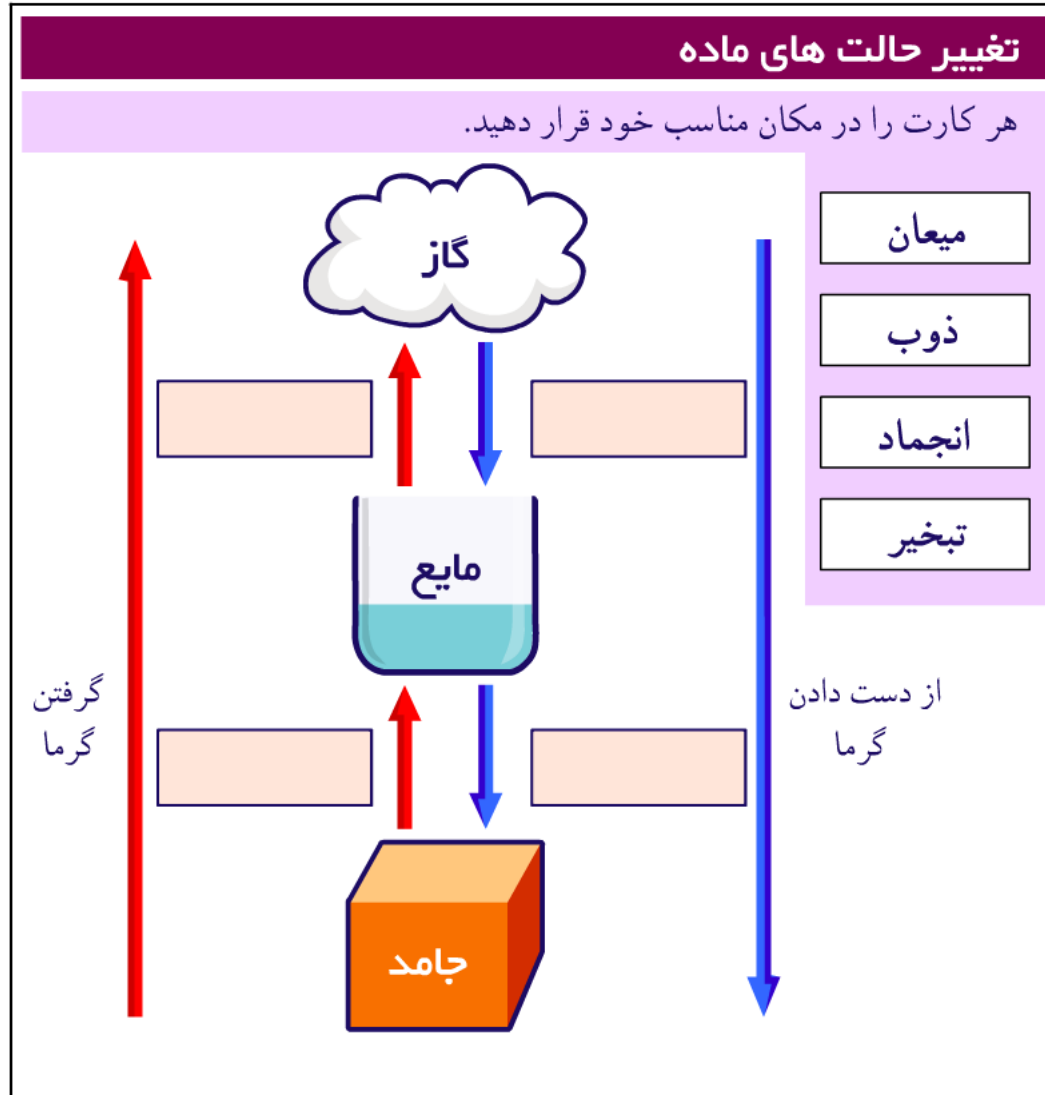 تغییر حالت های ماده
هر کارت را در مکان مناسب خود قرار دهید.
میعان
ذوب
انجماد
تبخیر
گاز
مایع
از دست دادن
گرما
گرفتن
گرما
جامد